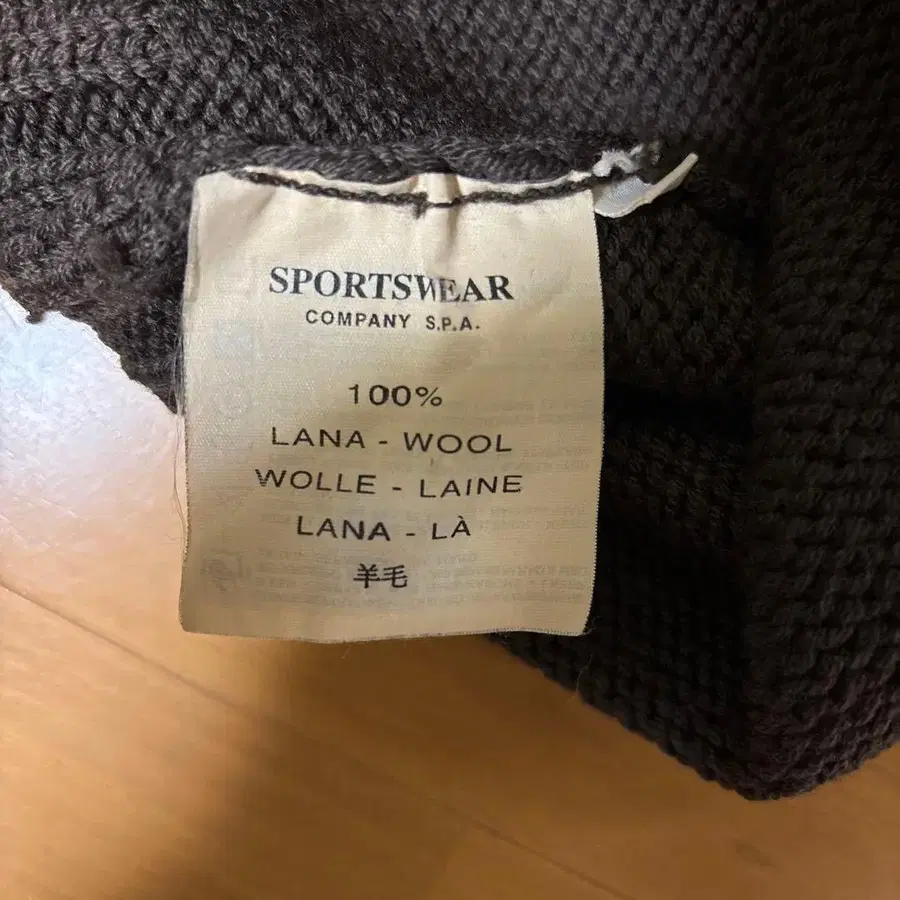 SPORTSWEAR
COMPANY S.P.A.
100%
LANA - WOOL
WOLLE - LAINE
LANA - LÀ
羊毛